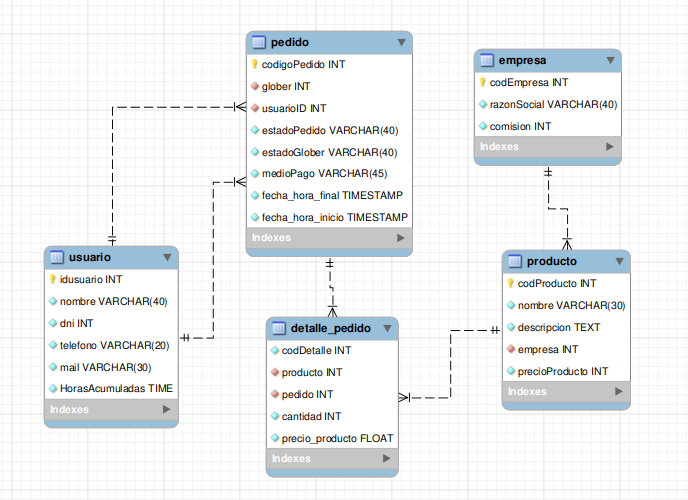 pedido
codigoPedido INT
glober INT
usuarioID INT
estadoPedido VARCHAR(40)
estadoGlober VARCHAR(40)
medioPago VARCHAR(45)
fecha_hora_final TIMESTAMP
fecha_hora_inicio TIMESTAMP
Indexes
empresa
codEmpresa INT
razonSocial VARCHAR(40)
comision INT
Indexes
usuario
idusuario INT
nombre VARCHAR(40)
dni INT
telefono VARCHAR(20)
mail VARCHAR(30)
HorasAcumuladas TIME
Indexes
producto
codProducto INT
nombre VARCHAR(30)
descripcion TEXT
empresa INT
precioProducto INT
Indexes
detalle_pedido
codDetalle INT
producto INT
pedido INT
cantidad INT
precio_producto FLOAT
Indexes